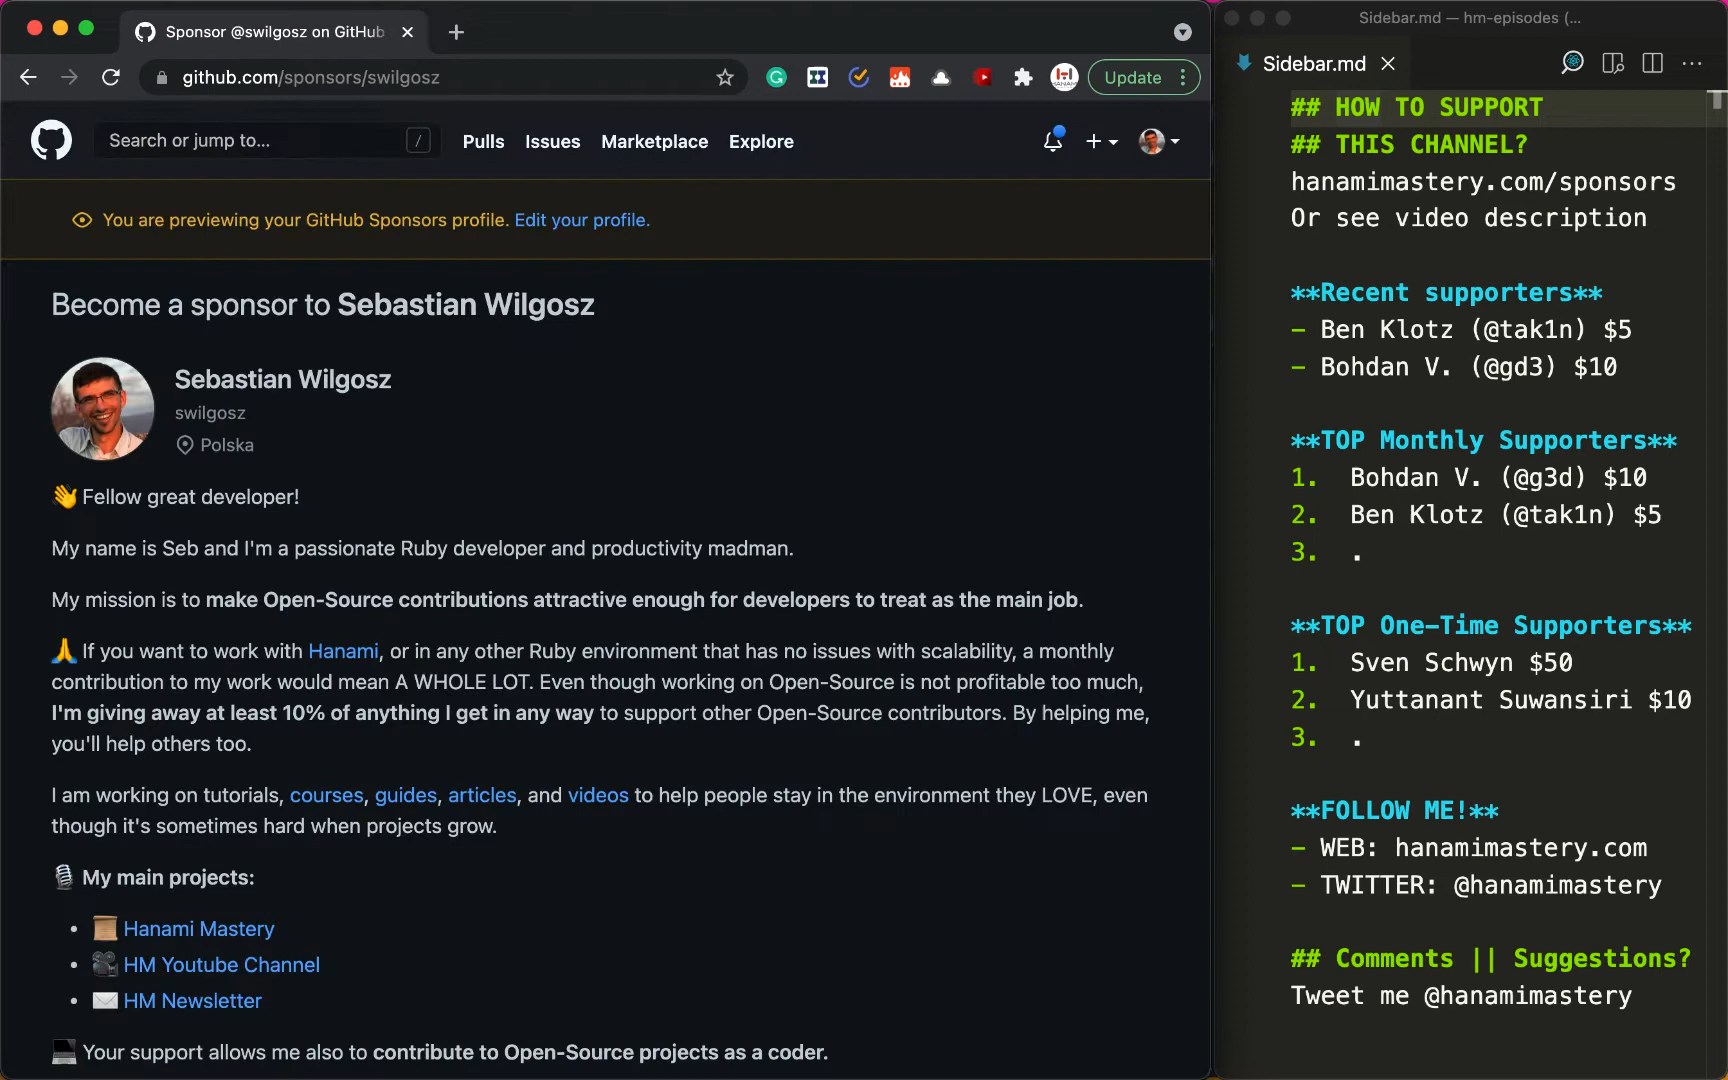 Sponsor @swilgosz on GitHub
github.com/sponsors/swilgosz
Update
Search or jump to...
/
Pulls Issues Marketplace Explore
You are previewing your GitHub Sponsors profile. Edit your profile.
Become a sponsor to Sebastian Wilgosz
Sebastian Wilgosz
swilgosz
Polska
👋 Fellow great developer!
My name is Seb and I'm a passionate Ruby developer and productivity madman.
My mission is to make Open-Source contributions attractive enough for developers to treat as the main job.
🙏 If you want to work with Hanami, or in any other Ruby environment that has no issues with scalability, a monthly
contribution to my work would mean A WHOLE LOT. Even though working on Open-Source is not profitable too much,
I'm giving away at least 10% of anything I get in any way to support other Open-Source contributors. By helping me,
you'll help others too.
I am working on tutorials, courses, guides, articles, and videos to help people stay in the environment they LOVE, even
though it's sometimes hard when projects grow.
🎙 My main projects:
• 📜 Hanami Mastery
• 🎥 HM Youtube Channel
• ✉️ HM Newsletter
💻 Your support allows me also to contribute to Open-Source projects as a coder.
Sidebar.md — hm-episodes (...
Sidebar.md
## HOW TO SUPPORT
## THIS CHANNEL?
hanamimastery.com/sponsors
Or see video description
**Recent supporters**
- Ben Klotz (@tak1n) $5
- Bohdan V. (@gd3) $10
**TOP Monthly Supporters**
1. Bohdan V. (@g3d) $10
2. Ben Klotz (@tak1n) $5
3. .
**TOP One-Time Supporters**
1. Sven Schwyn $50
2. Yuttanant Suwansiri $10
3. .
**FOLLOW ME!**
- WEB: hanamimastery.com
- TWITTER: @hanamimastery
## Comments || Suggestions?
Tweet me @hanamimastery